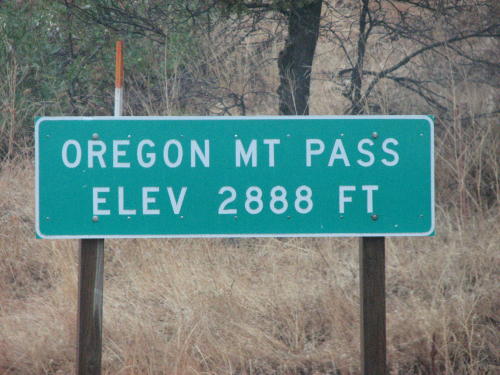 OREGON MT PASS
ELEV 2888 FT